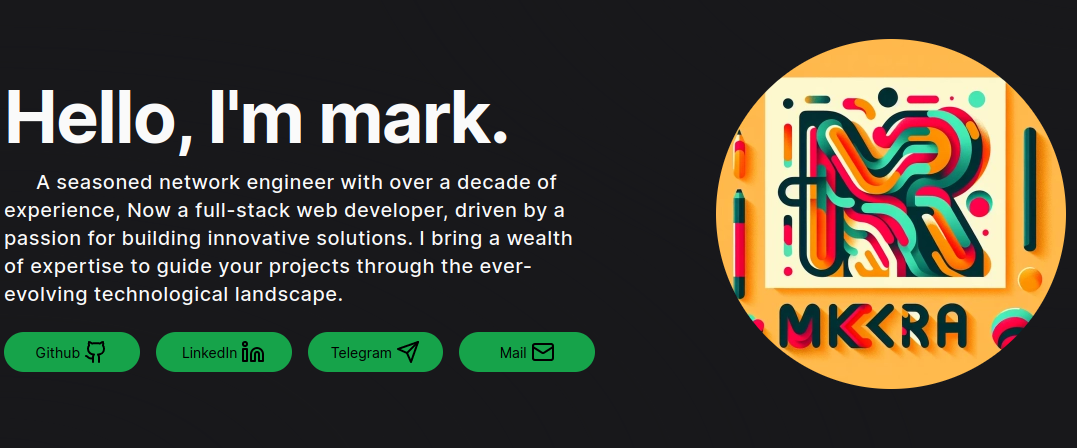 Hello, I'm mark.
A seasoned network engineer with over a decade of
experience, Now a full-stack web developer, driven by a
passion for building innovative solutions. I bring a wealth
of expertise to guide your projects through the ever-
evolving technological landscape.
Github
LinkedIn
Telegram
Mail
MKKRA